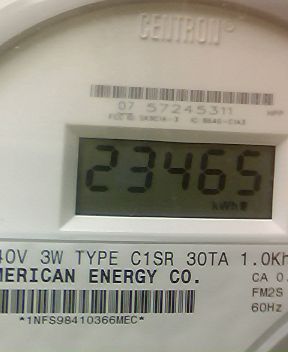 CENTRON®
07 57245311
23465
kWh
40V 3W TYPE C1SR 30TA 1.0Kh
MERICAN ENERGY CO.
CA 0.
FM2S
60Hz
*1NFS98410366MEC*